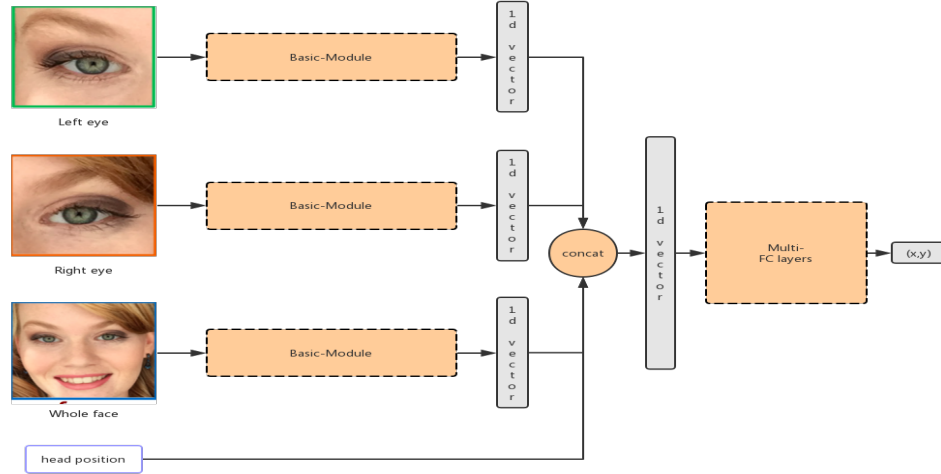 Left eye
Basic-Module
1d vector
Right eye
Basic-Module
1d vector
Whole face
Basic-Module
1d vector
head position
concat
1d vector
Multi-
FC layers
(x,y)